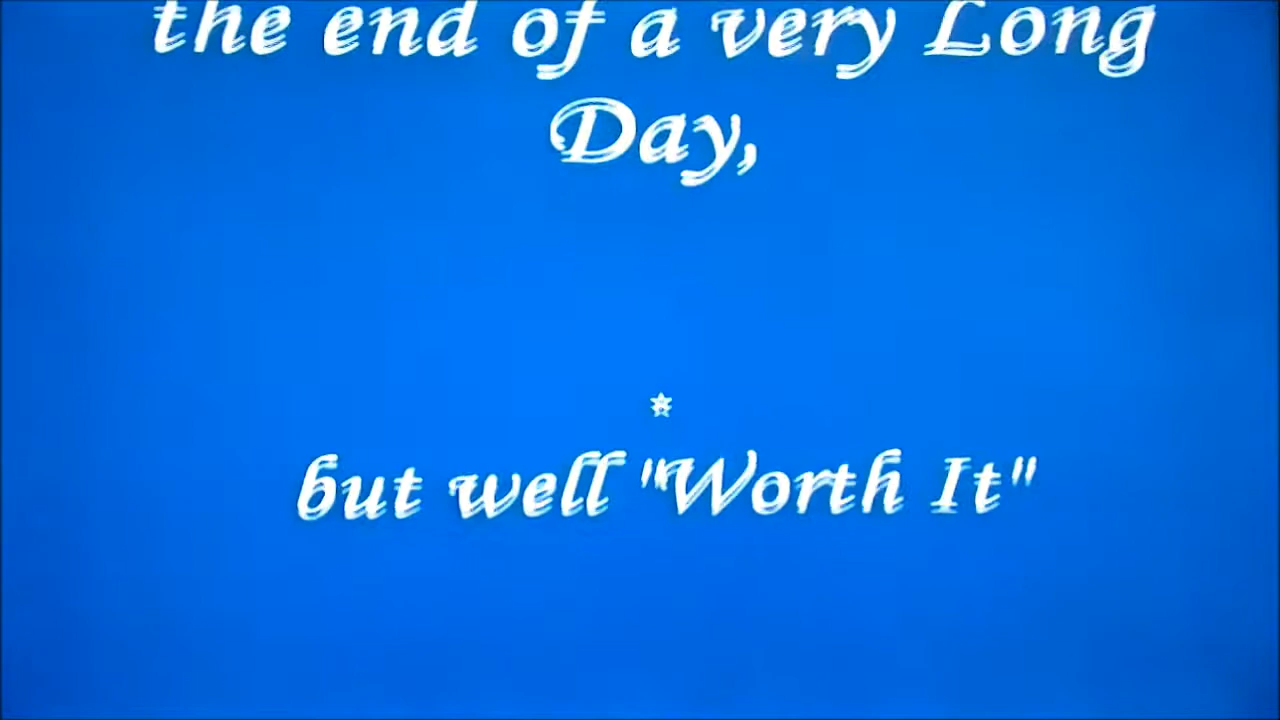 the end of a very Long
Day,
*
but well "Worth It"